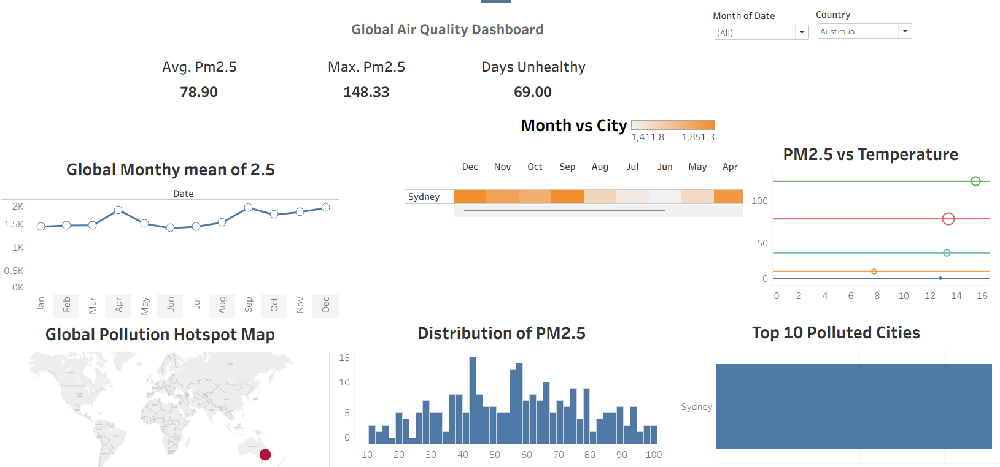 Global Air Quality Dashboard
Month of Date
(All)
Country
Australia
Avg. Pm2.5
78.90
Max. Pm2.5
148.33
Days Unhealthy
69.00
Month vs City
1,411.8 1,851.3
Dec Nov Oct Sep Aug Jul Jun May Apr
Sydney
Global Monthy mean of 2.5
Date
2K
1.5K
1K
0.5K
0K
Jan Feb Mar Apr May Jun Jul Aug Sep Oct Nov Dec
PM2.5 vs Temperature
100
50
0
0 2 4 6 8 10 12 14 16
Global Pollution Hotspot Map
Distribution of PM2.5
15
10
5
0
10 20 30 40 50 60 70 80 90 100
Top 10 Polluted Cities
Sydney